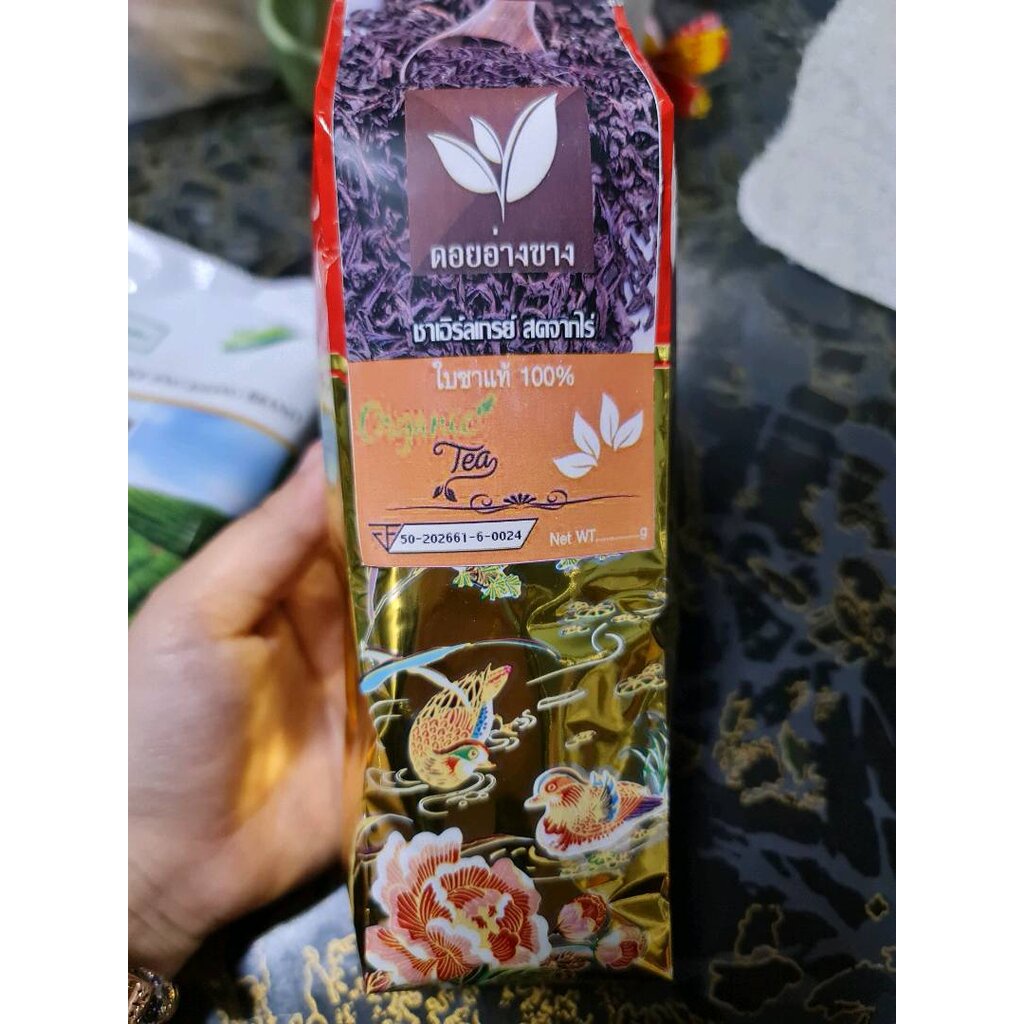 ดอยอ่างขาง
ชาเอิร์ลเกรย์ สดจากไร่
ใบชาแท้ 100%
Organic
Tea
50-202661-6-0024
Net WT.............g